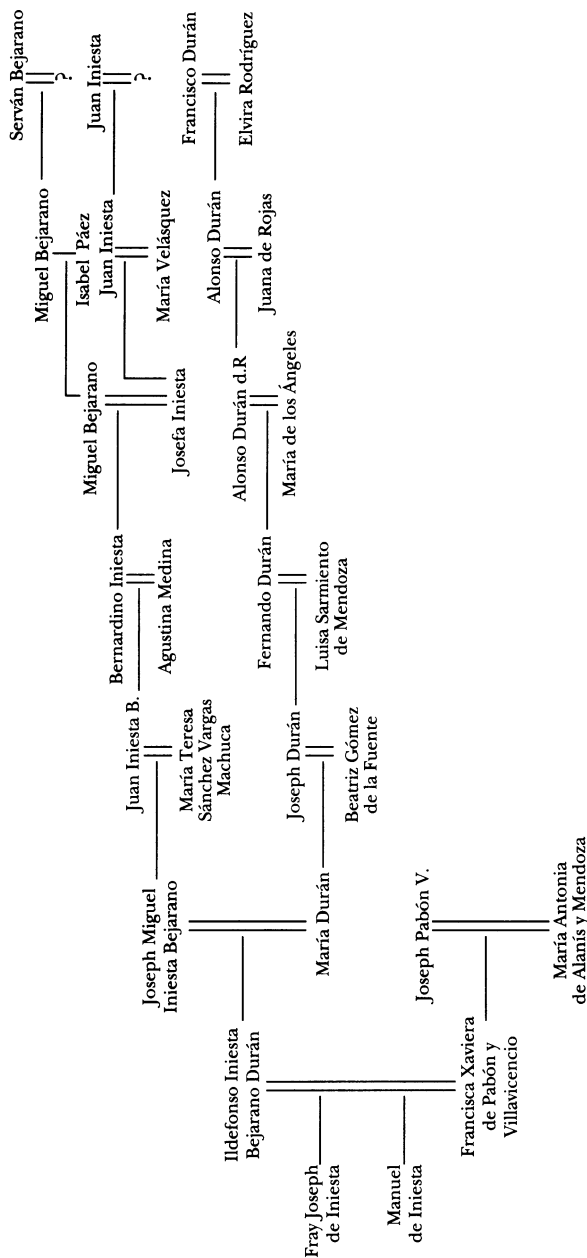 Fray Joseph
de Iniesta
Manuel
de Iniesta
Ildefonso Iniesta
Bejarano Durán
Francisca Xaviera
de Pabón y
Villavicencio
Joseph Miguel
Iniesta Bejarano
María Durán
Joseph Pabón V.
María Antonia
de Alanís y Mendoza
Juan Iniesta B.
María Teresa
Sánchez Vargas
Machuca
Joseph Durán
Beatriz Gómez
de la Fuente
Bernardino Iniesta
Agustina Medina
Fernando Durán
Luisa Sarmiento
de Mendoza
Miguel Bejarano
Josefa Iniesta
Alonso Durán d.R
María de los Ángeles
Miguel Bejarano
Isabel Páez
Juan Iniesta
María Velásquez
Alonso Durán
Juana de Rojas
Serván Bejarano
?
Juan Iniesta
?
Francisco Durán
Elvira Rodríguez